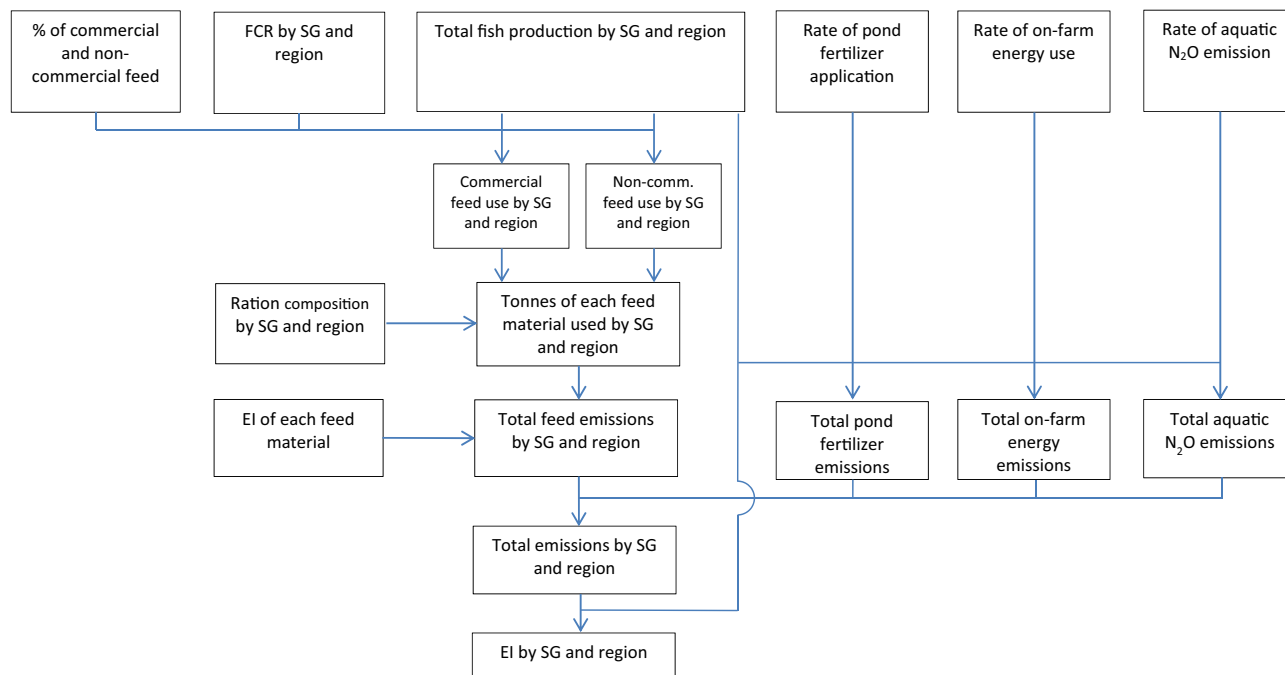 % of commercial
and non-
commercial feed
FCR by SG and
region
Total fish production by SG and region
Rate of pond
fertilizer
application
Rate of on-farm
energy use
Rate of aquatic
N₂O emission
Commercial
feed use by SG
and region
Non-comm.
feed use by SG
and region
Ration composition
by SG and region
Tonnes of each feed
material used by SG
and region
EI of each feed
material
Total feed emissions
by SG and region
Total pond
fertilizer
emissions
Total on-farm
energy
emissions
Total aquatic
N₂O emissions
Total emissions by SG
and region
EI by SG and region